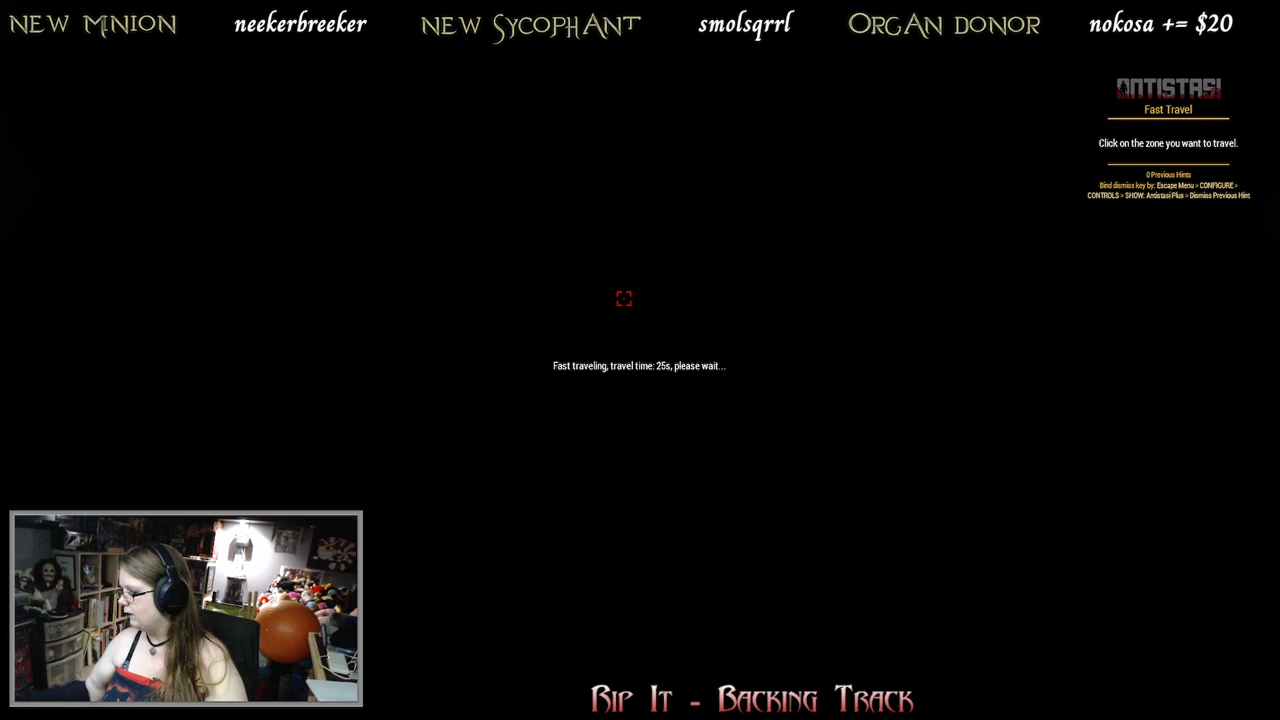 NEW MINION neekerbreeker NEW SYCOPHANT smolsqrrl ORGAN DONOR nokosa += $20
ANTISTASI
Fast Travel
Click on the zone you want to travel.
0 Previous Hints
Bind dismiss key by: Escape Menu > CONFIGURE >
CONTROLS > SHOW: Antistasi Plus > Dismiss Previous Hint
Fast traveling, travel time: 25s, please wait...
RIP IT - BACKING TRACK